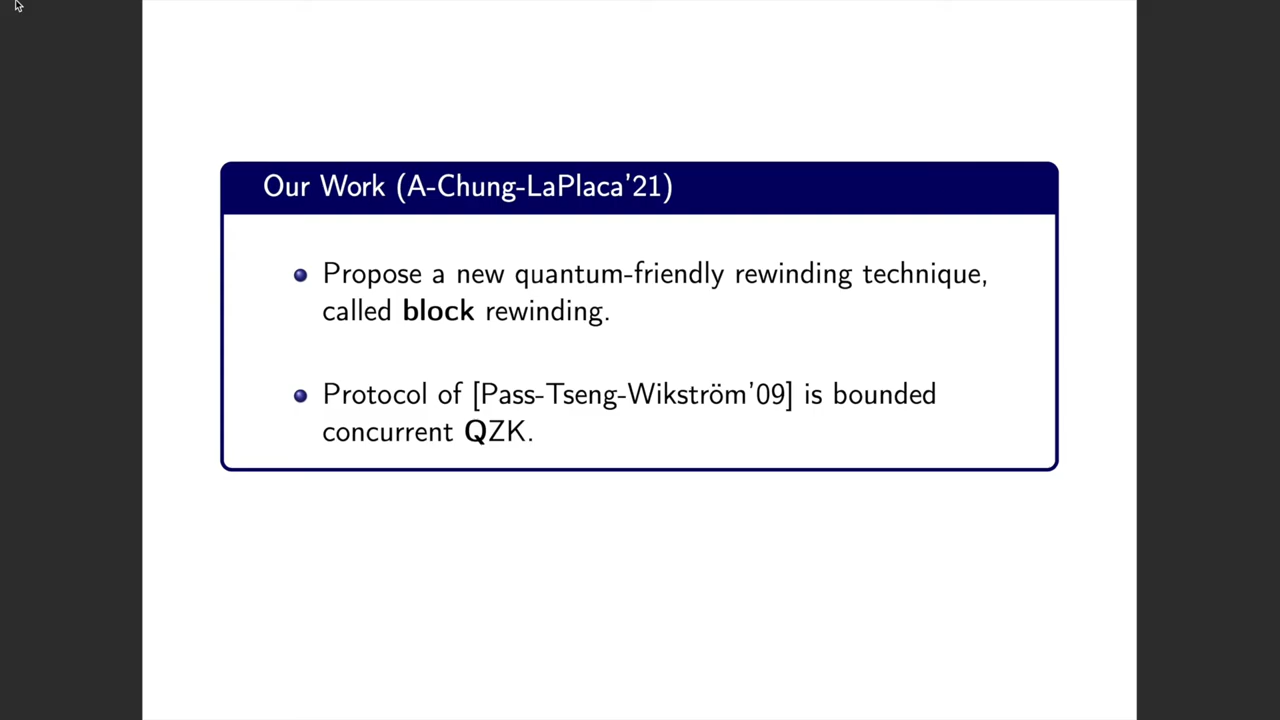 Our Work (A-Chung-LaPlaca'21)
Propose a new quantum-friendly rewinding technique,
called block rewinding.
Protocol of [Pass-Tseng-Wikström'09] is bounded
concurrent QZK.